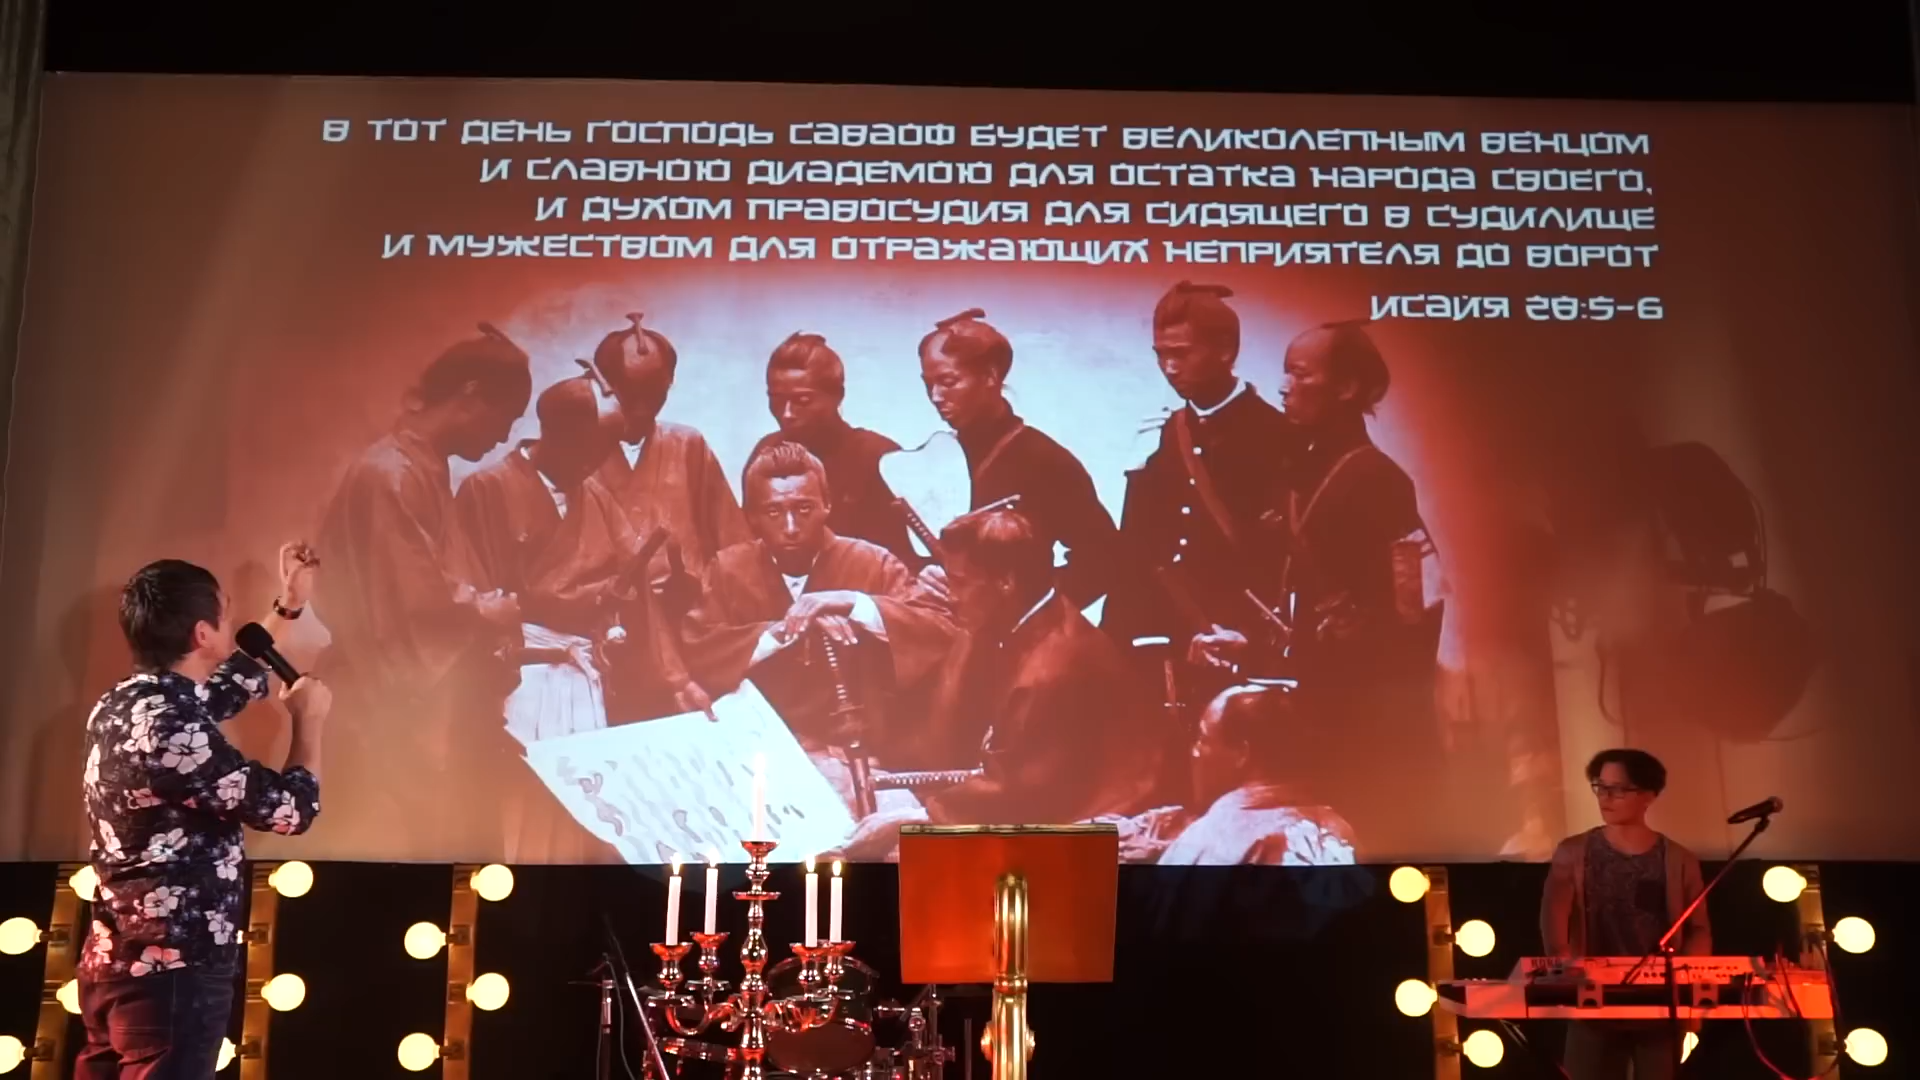 В ТОТ ДЕНЬ ГОСПОДЬ САВАОФ БУДЕТ ВЕЛИКОЛЕПНЫМ ВЕНЦОМ
И СЛАВНОЮ ДИАДЕМОЮ ДЛЯ ОСТАТКА НАРОДА СВОЕГО,
И ДУХОМ ПРАВОСУДИЯ ДЛЯ СИДЯЩЕГО В СУДИЛИЩЕ
И МУЖЕСТВОМ ДЛЯ ОТРАЖАЮЩИХ НЕПРИЯТЕЛЯ ДО ВОРОТ
ИСАЙЯ 28:5-6
KORG